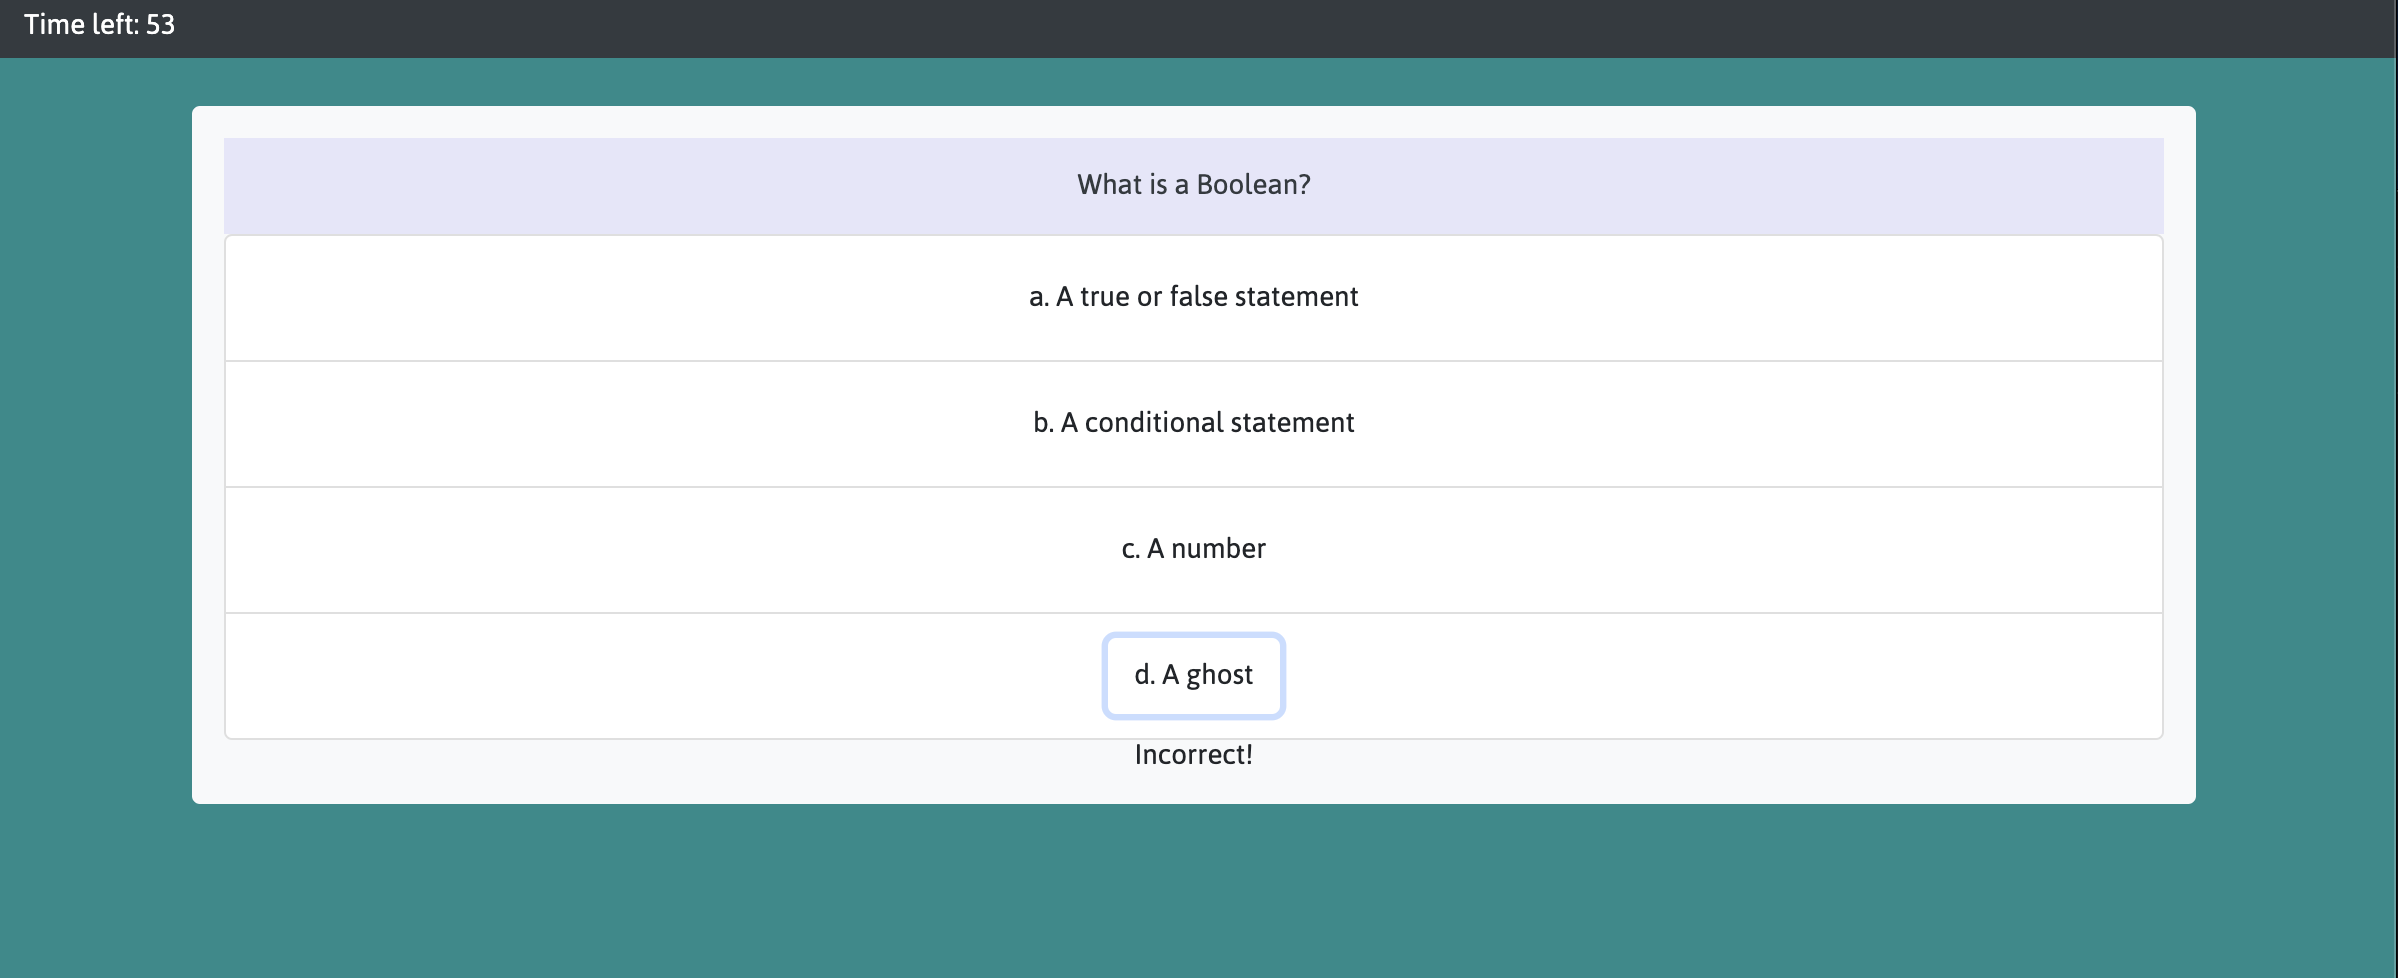 Time left: 53
What is a Boolean?
a. A true or false statement
b. A conditional statement
c. A number
d. A ghost
Incorrect!